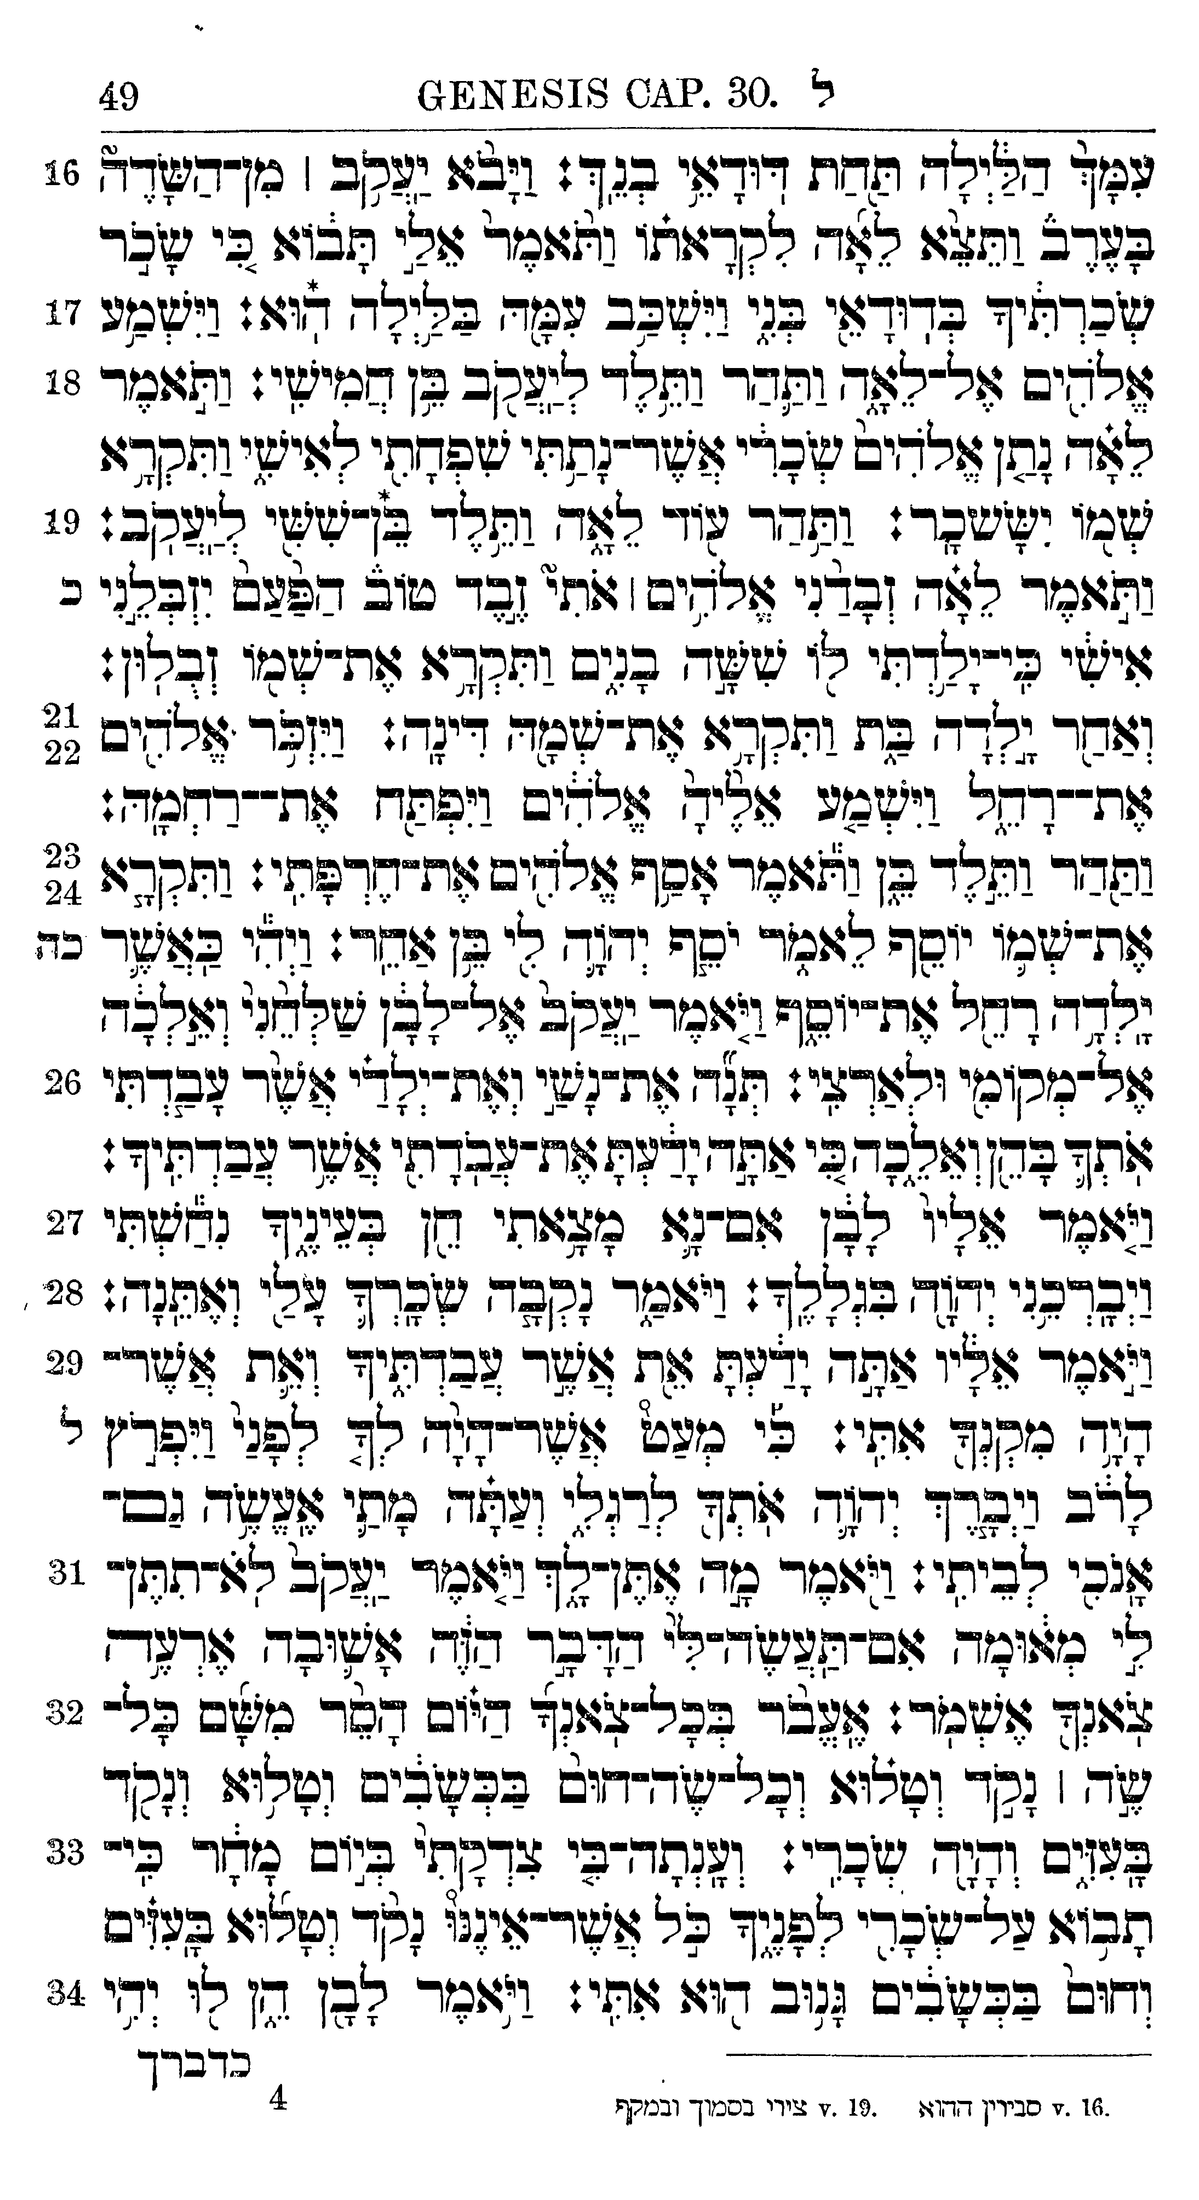 49 GENESIS CAP. 30. ל
16 עִמָּךְ֙ הַלַּ֔יְלָה תַּ֖חַת דּֽוּדָאֵ֥י בְנֵֽךְ׃ וַיָּבֹ֨א יַעֲקֹ֥ב ׀ מִן־הַשָּׂדֶה֮
בָּעֶרֶב֒ וַתֵּצֵ֨א לֵאָ֜ה לִקְרָאת֗וֹ וַתֹּ֙אמֶר֙ אֵלַ֣י תָּב֔וֹא כִּ֚י שָׂכֹ֣ר
17 שְׂכַרְתִּ֔יךָ בְּדֽוּדָאֵ֖י בְּנִ֑י וַיִּשְׁכַּ֥ב עִמָּ֖הּ בַּלַּ֥יְלָה ה֥֯וּא׃ וַיִּשְׁמַ֥ע
18 אֱלֹהִ֖ים אֶל־לֵאָ֑ה וַתַּ֛הַר וַתֵּ֥לֶד לְיַעֲקֹ֖ב בֵּ֥ן חֲמִישִֽׁי׃ וַתֹּ֣אמֶר
לֵאָ֗ה נָתַ֤ן אֱלֹהִים֙ שְׂכָרִ֔י אֲשֶׁר־נָתַ֥תִּי שִׁפְחָתִ֖י לְאִישִׁ֑י וַתִּקְרָ֥א
19 שְׁמ֖וֹ יִשָּׂשכָֽר׃ וַתַּ֤הַר עוֹד֙ לֵאָ֔ה וַתֵּ֥לֶד בֵּן־*שִׁשִּׁ֖י לְיַעֲקֹֽב׃
כ וַתֹּ֣אמֶר לֵאָ֗ה זְבָדַ֨נִי אֱלֹהִ֥ים ׀ אֹתִי֮ זֶ֣בֶד טוֹב֒ הַפַּ֙עַם֙ יִזְבְּלֵ֣נִי
אִישִׁ֔י כִּֽי־יָלַ֥דְתִּי ל֖וֹ שִׁשָּׁ֣ה בָנִ֑ים וַתִּקְרָ֥א אֶת־שְׁמ֖וֹ זְבֻלֽוּן׃
21 22 וְאַחַ֖ר יָ֣לְדָה בַּ֑ת וַתִּקְרָ֥א אֶת־שְׁמָ֖הּ דִּינָֽה׃ וַיִּזְכֹּ֥ר אֱלֹהִ֖ים
אֶת־רָחֵ֑ל וַיִּשְׁמַ֤ע אֵלֶ֙יהָ֙ אֱלֹהִ֔ים וַיִּפְתַּ֖ח אֶת־רַחְמָֽהּ׃
23 24 וַתַּ֖הַר וַתֵּ֣לֶד בֵּ֑ן וַתֹּ֕אמֶר אָסַ֥ף אֱלֹהִ֖ים אֶת־חֶרְפָּתִֽי׃ וַתִּקְרָ֧א
כה אֶת־שְׁמ֛וֹ יוֹסֵ֖ף לֵאמֹ֑ר יֹסֵ֧ף יְהוָֹ֛ה לִ֖י בֵּ֥ן אַחֵֽר׃ וַיְהִ֕י כַּאֲשֶׁ֛ר
יָלְדָ֥ה רָחֵ֖ל אֶת־יוֹסֵ֑ף וַיֹּ֤אמֶר יַעֲקֹב֙ אֶל־לָבָ֔ן שַׁלְּחֵ֙נִי֙ וְאֵ֣לְכָ֔ה
26 אֶל־מְקוֹמִ֖י וּלְאַרְצִֽי׃ תְּנָ֞ה אֶת־נָשַׁ֣י וְאֶת־יְלָדַ֗י אֲשֶׁ֨ר עָבַ֧דְתִּי
אֹֽתְךָ֛ בָּהֵ֖ן וְאֵלֵ֑כָה כִּ֚י אַתָּ֣ה יָדַ֔עְתָּ אֶת־עֲבֹדָתִ֖י אֲשֶׁ֥ר עֲבַדְתִּֽיךָ׃
27 וַיֹּ֤אמֶר אֵלָיו֙ לָבָ֔ן אִם־נָ֛א מָצָ֥אתִי חֵ֖ן בְּעֵינֶ֑יךָ נִחַ֕שְׁתִּי
28 וַיְבָרְכֵ֥נִי יְהוָֹ֖ה בִּגְלָלֶֽךָ׃ וַיֹּאמַ֑ר נָקְבָ֧ה שְׂכָרְךָ֛ עָלַ֖י וְאֶתֵּֽנָה׃
29 וַיֹּ֣אמֶר אֵלָ֔יו אַתָּ֣ה יָדַ֔עְתָּ אֵ֖ת אֲשֶׁ֣ר עֲבַדְתִּ֑יךָ וְאֵ֛ת אֲשֶׁר־
ל הָיָ֥ה מִקְנְךָ֖ אִתִּֽי׃ כִּ֡י מְעַט֩ אֲשֶׁר־הָיָ֨ה לְךָ֤ לְפָנַי֙ וַיִּפְרֹ֣ץ
לָרֹ֔ב וַיְבָ֧רֶךְ יְהוָֹ֛ה אֹתְךָ֖ לְרַגְלִ֑י וְעַתָּ֗ה מָתַ֛י אֶֽעֱשֶׂ֥ה גַם־
31 אָנֹכִ֖י לְבֵיתִֽי׃ וַיֹּ֖אמֶר מָ֣ה אֶתֶּן־לָ֑ךְ וַיֹּ֤אמֶר יַעֲקֹב֙ לֹא־תִתֶּן־
לִ֣י מְא֔וּמָה אִם־תַּֽעֲשֶׂה־לִּי֙ הַדָּבָ֣ר הַזֶּ֔ה אָשׁ֛וּבָה אֶרְעֶ֥ה
32 צֹֽאנְךָ֖ אֶשְׁמֹֽר׃ אֶֽעֱבֹ֨ר בְּכָל־צֹֽאנְךָ֜ הַיּ֗וֹם הָסֵ֨ר מִשָּׁ֜ם כָּל־
שֶׂ֣ה ׀ נָקֹ֣ד וְטָל֗וּא וְכָל־שֶׂה־חוּם֙ בַּכְּשָׂבִ֔ים וְטָל֥וּא וְנָקֹ֖ד
33 בָּעִזִּ֑ים וְהָיָ֖ה שְׂכָרִֽי׃ וְעָֽנְתָה־בִּ֤י צִדְקָתִי֙ בְּי֣וֹם מָחָ֔ר כִּֽי־
תָב֥וֹא עַל־שְׂכָרִ֖י לְפָנֶ֑יךָ כֹּ֣ל אֲשֶׁר־אֵינֶנּוּ֩ נָקֹ֨ד וְטָל֜וּא בָּֽעִזִּ֗ים
34 וְחוּם֙ בַּכְּשָׂבִ֔ים גָּנ֥וּב ה֖וּא אִתִּֽי׃ וַיֹּ֥אמֶר לָבָ֖ן הֵ֑ן ל֖וּ יְהִ֥י
כדברך
v. 16. סבירין ההוא v. 19. צירי בסמוך ובמקף
4